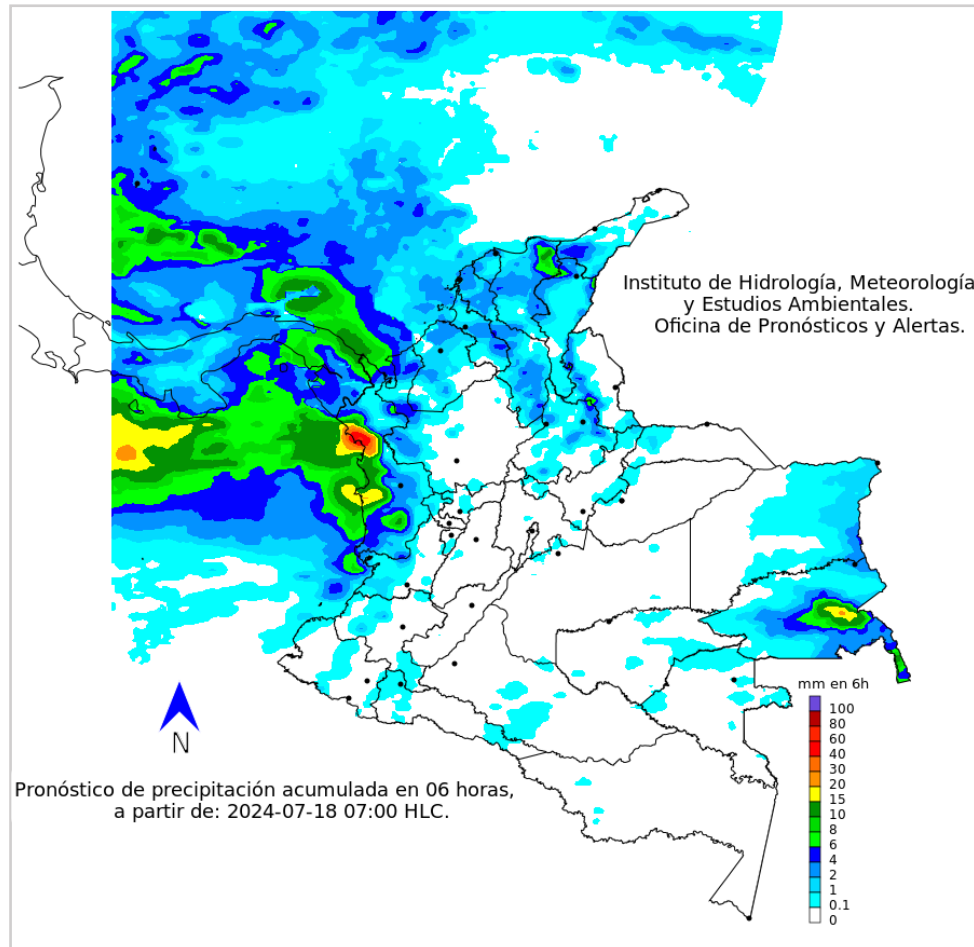 Instituto de Hidrología, Meteorología
y Estudios Ambientales.
Oficina de Pronósticos y Alertas.
mm en 6h
100
80
60
40
30
20
15
10
8
6
4
2
1
0.1
0
N
Pronóstico de precipitación acumulada en 06 horas,
a partir de: 2024-07-18 07:00 HLC.